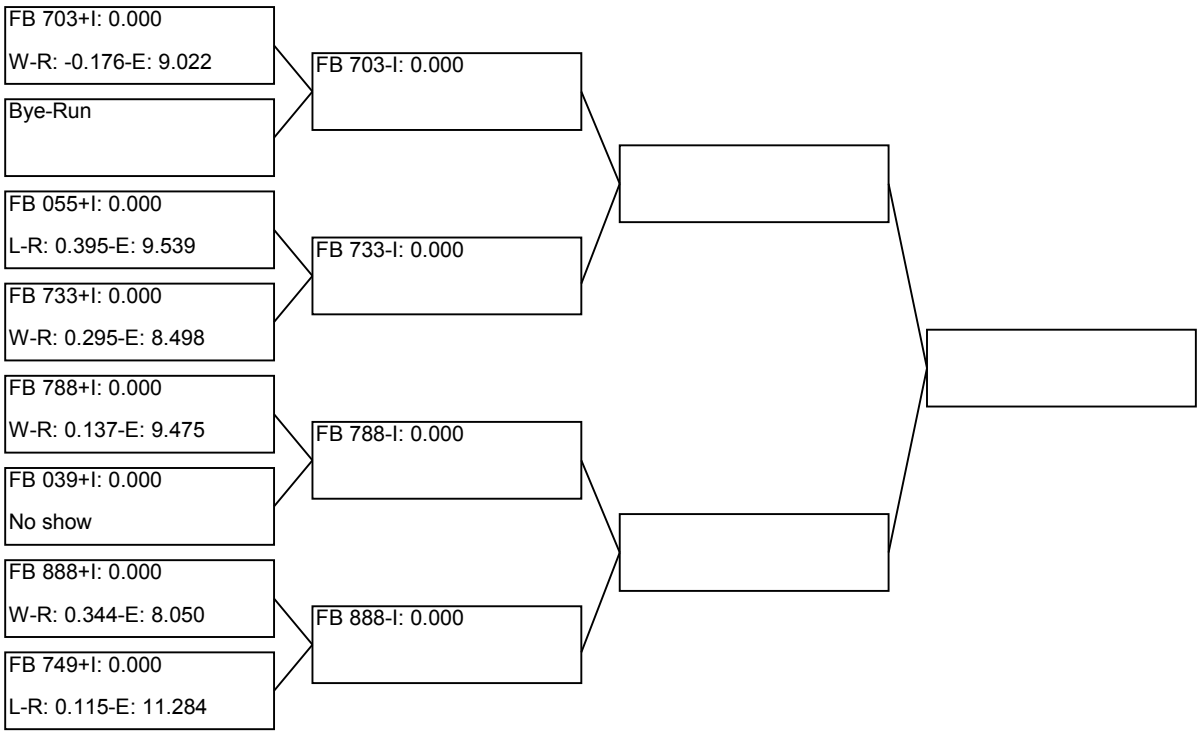 FB 703+I: 0.000
W-R: -0.176-E: 9.022
Bye-Run
FB 055+I: 0.000
L-R: 0.395-E: 9.539
FB 733+I: 0.000
W-R: 0.295-E: 8.498
FB 788+I: 0.000
W-R: 0.137-E: 9.475
FB 039+I: 0.000
No show
FB 888+I: 0.000
W-R: 0.344-E: 8.050
FB 749+I: 0.000
L-R: 0.115-E: 11.284
FB 703-I: 0.000
FB 733-I: 0.000
FB 788-I: 0.000
FB 888-I: 0.000